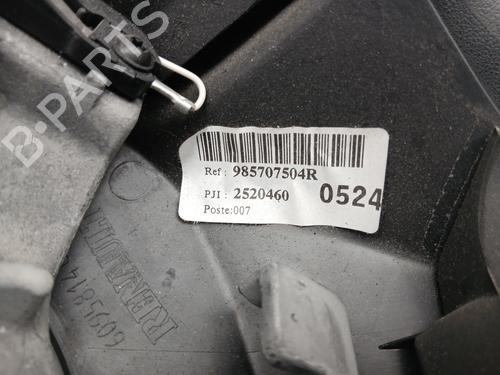 B-PARTS
Ref : 985707504R
PJI : 2520460
0524
Poste:007
RENAULT